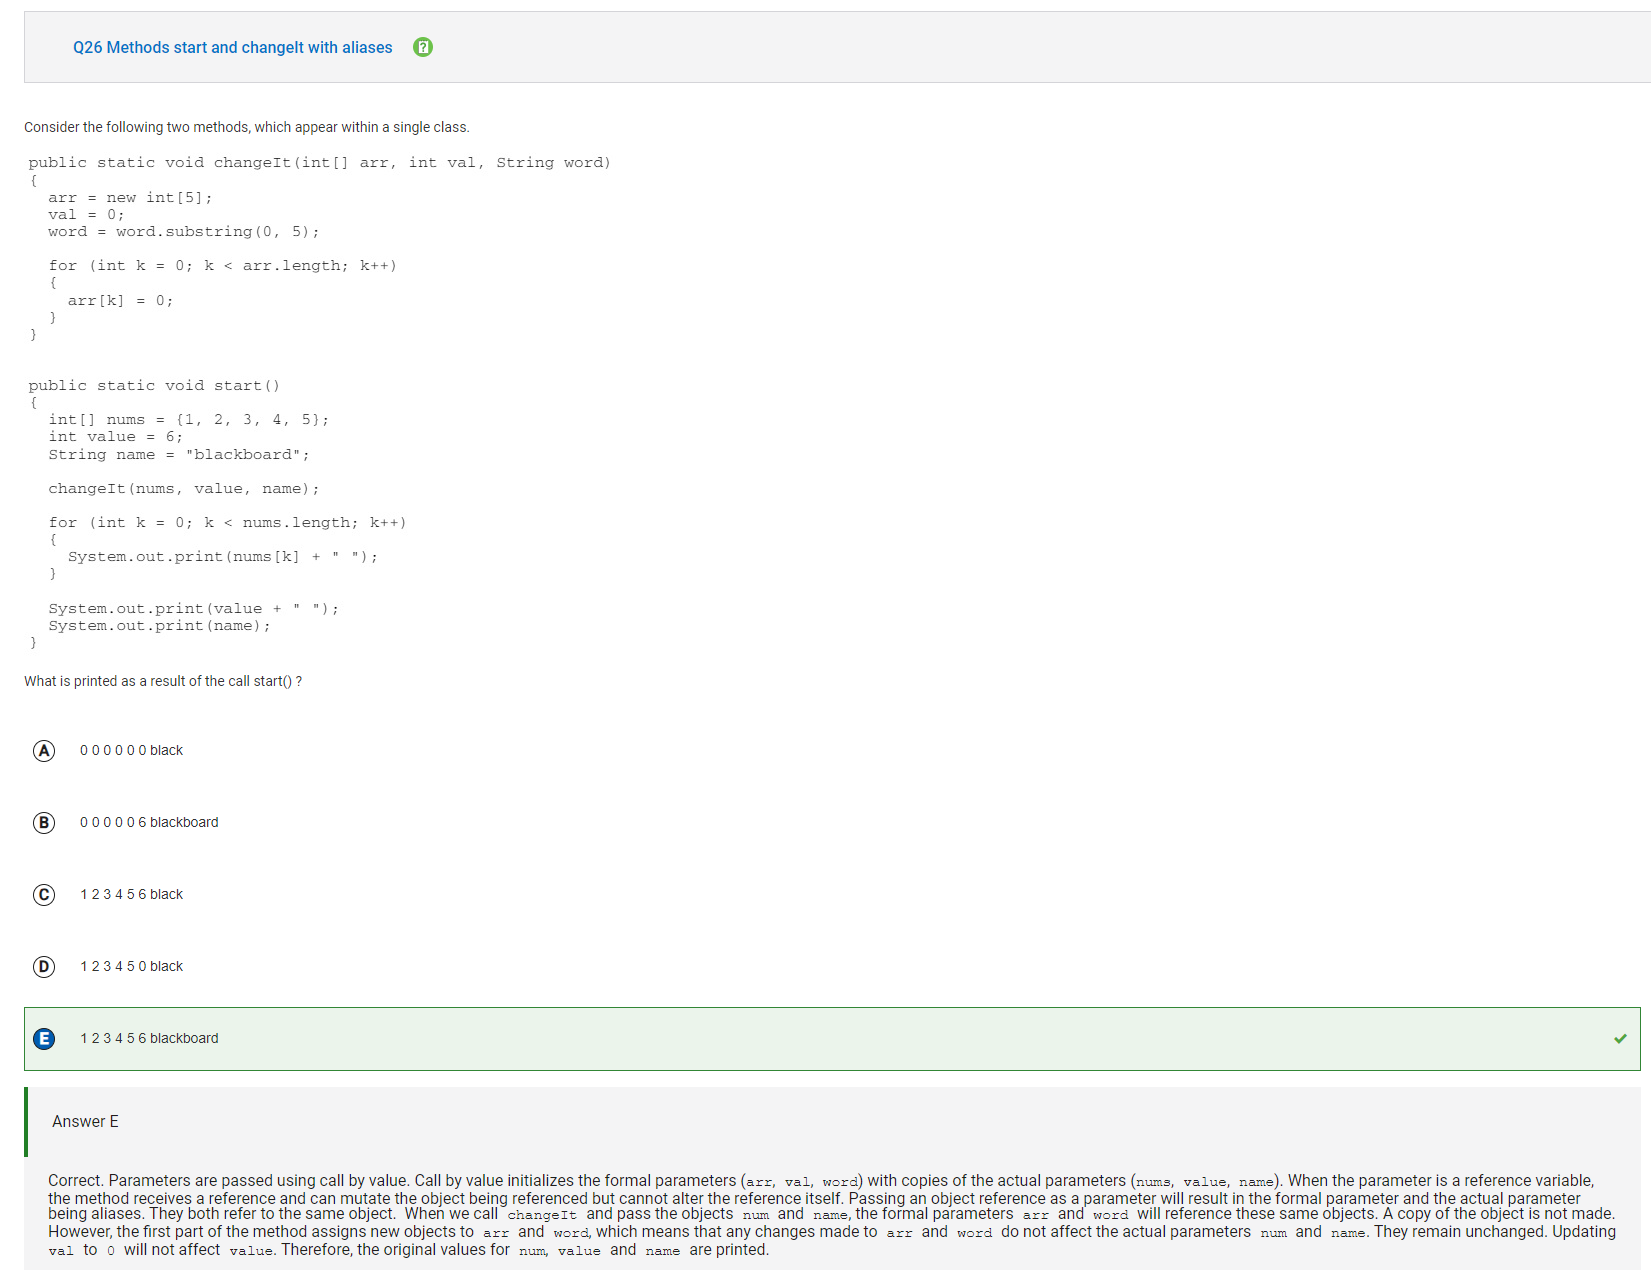 Q26 Methods start and changeIt with aliases
Consider the following two methods, which appear within a single class.
public static void changeIt(int[] arr, int val, String word)
{
  arr = new int[5];
  val = 0;
  word = word.substring(0, 5);
  for (int k = 0; k < arr.length; k++)
  {
    arr[k] = 0;
  }
}
public static void start()
{
  int[] nums = {1, 2, 3, 4, 5};
  int value = 6;
  String name = "blackboard";
  changeIt(nums, value, name);
  for (int k = 0; k < nums.length; k++)
  {
    System.out.print(nums[k] + " ");
  }
  System.out.print(value + " ");
  System.out.print(name);
}
What is printed as a result of the call start() ?
A 0 0 0 0 0 0 black
B 0 0 0 0 0 6 blackboard
C 1 2 3 4 5 6 black
D 1 2 3 4 5 0 black
E 1 2 3 4 5 6 blackboard
Answer E
Correct. Parameters are passed using call by value. Call by value initializes the formal parameters (arr, val, word) with copies of the actual parameters (nums, value, name). When the parameter is a reference variable,
the method receives a reference and can mutate the object being referenced but cannot alter the reference itself. Passing an object reference as a parameter will result in the formal parameter and the actual parameter
being aliases. They both refer to the same object. When we call changeIt and pass the objects num and name, the formal parameters arr and word will reference these same objects. A copy of the object is not made.
However, the first part of the method assigns new objects to arr and word, which means that any changes made to arr and word do not affect the actual parameters num and name. They remain unchanged. Updating
val to 0 will not affect value. Therefore, the original values for num, value and name are printed.